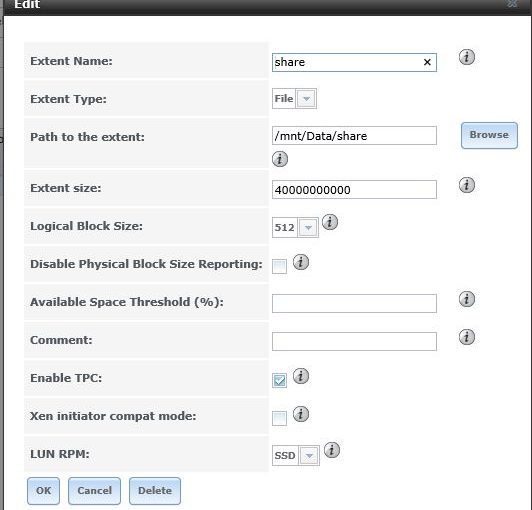 Edit
Extent Name: share
Extent Type: File
Path to the extent: /mnt/Data/share Browse
Extent size: 40000000000
Logical Block Size: 512
Disable Physical Block Size Reporting:
Available Space Threshold (%):
Comment:
Enable TPC:
Xen initiator compat mode:
LUN RPM: SSD
OK Cancel Delete